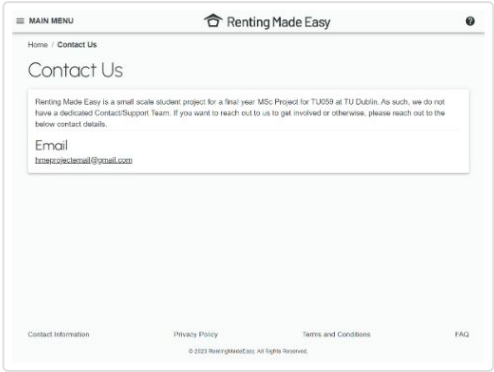 MAIN MENU
Renting Made Easy
Home / Contact Us
Contact Us
Renting Made Easy is a small scale student project for a final year MSc Project for TU059 at TU Dublin. As such, we do not
have a dedicated Contact/Support Team. If you want to reach out to us to get involved or otherwise, please reach out to the
below contact details.
Email
hmeprojectemail@gmail.com
Contact Information
Privacy Policy
Terms and Conditions
FAQ
© 2023 RentingMadeEasy. All Rights Reserved.